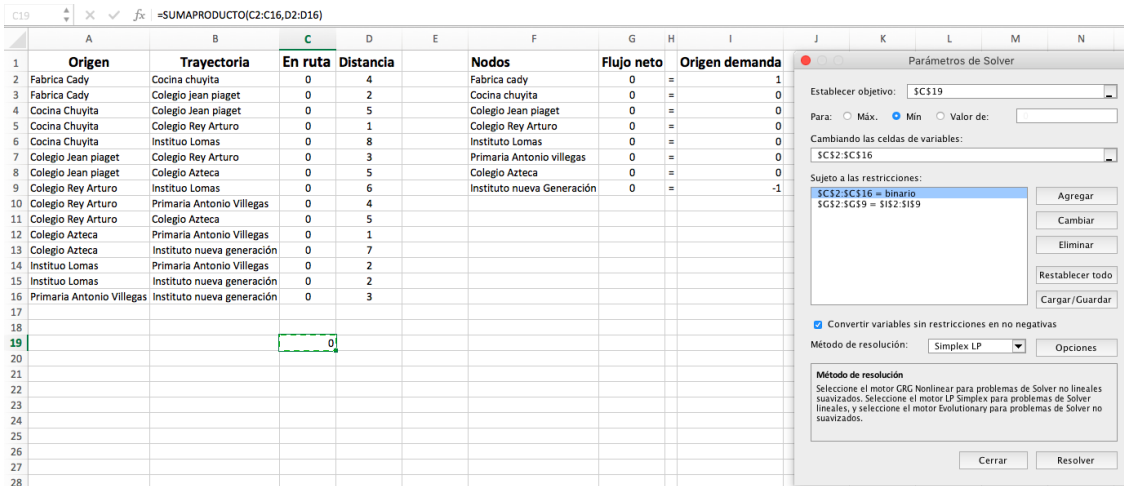 C19 fx =SUMAPRODUCTO(C2:C16,D2:D16)
A B C D E F G H I J K L M N
1 Origen Trayectoria En ruta Distancia Nodos Flujo neto Origen demanda
2 Fabrica Cady Cocina chuyita 0 4 Fabrica cady 0 = 1
3 Fabrica Cady Colegio jean piaget 0 2 Cocina chuyita 0 = 0
4 Cocina Chuyita Colegio Jean piaget 0 5 Colegio Jean piaget 0 = 0
5 Cocina Chuyita Colegio Rey Arturo 0 1 Colegio Rey Arturo 0 = 0
6 Cocina Chuyita Instituo Lomas 0 8 Instituto Lomas 0 = 0
7 Colegio Jean piaget Colegio Rey Arturo 0 3 Primaria Antonio villegas 0 = 0
8 Colegio Jean piaget Colegio Azteca 0 5 Colegio Azteca 0 = 0
9 Colegio Rey Arturo Instituo Lomas 0 6 Instituto nueva Generación 0 = -1
10 Colegio Rey Arturo Primaria Antonio Villegas 0 4
11 Colegio Rey Arturo Colegio Azteca 0 5
12 Colegio Azteca Primaria Antonio Villegas 0 1
13 Colegio Azteca Instituto nueva generación 0 7
14 Instituo Lomas Primaria Antonio Villegas 0 2
15 Instituo Lomas Instituto nueva generación 0 2
16 Primaria Antonio Villegas Instituto nueva generación 0 3
17
18
19 0
20
21
22
23
24
25
26
27
28
Parámetros de Solver
Establecer objetivo: $C$19
Para: Máx. Mín Valor de: 0
Cambiando las celdas de variables:
$C$2:$C$16
Sujeto a las restricciones:
$C$2:$C$16 = binario
$G$2:$G$9 = $I$2:$I$9
Agregar
Cambiar
Eliminar
Restablecer todo
Cargar/Guardar
Convertir variables sin restricciones en no negativas
Método de resolución: Simplex LP Opciones
Método de resolución
Seleccione el motor GRG Nonlinear para problemas de Solver no lineales
suavizados. Seleccione el motor LP Simplex para problemas de Solver
lineales, y seleccione el motor Evolutionary para problemas de Solver no
suavizados.
Cerrar Resolver